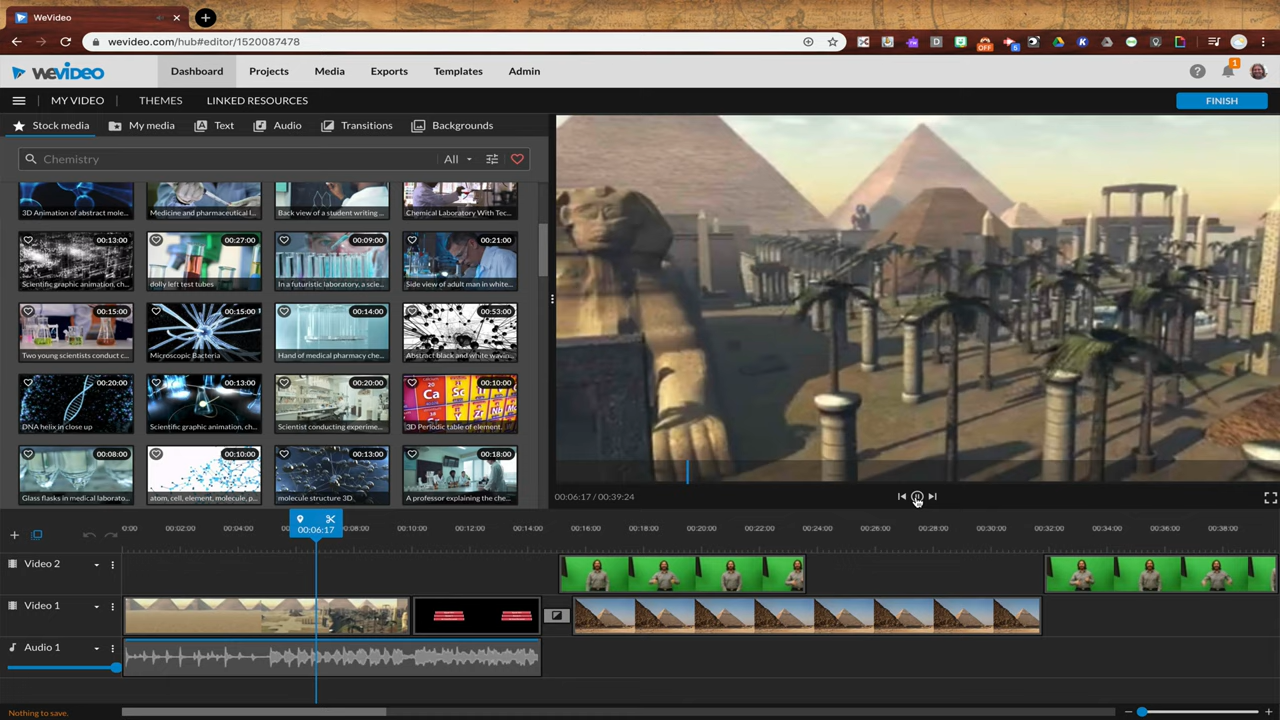 WeVideo
wevideo.com/hub#editor/1520087478
OFF
5
D
K
WEVIDEO
Dashboard
Projects
Media
Exports
Templates
Admin
1
MY VIDEO
THEMES
LINKED RESOURCES
FINISH
Stock media
My media
Text
Audio
Transitions
Backgrounds
Chemistry
All
3D Animation of abstract mole...
Medicine and pharmaceutical l...
Back view of a student writing ...
Chemical Laboratory With Tec...
00:13:00
00:27:00
00:09:00
00:21:00
Scientific graphic animation, ch...
dolly left test tubes
In a futuristic laboratory, a scie...
Side view of adult man in white...
00:15:00
00:15:00
00:14:00
00:53:00
Two young scientists conduct c...
Microscopic Bacteria
Hand of medical pharmacy che...
Abstract black and white wavin...
00:20:00
00:13:00
00:20:00
00:10:00
Ca
Sc
DNA helix in close up
Scientific graphic animation, ch...
Scientist conducting experime...
3D Periodic table of element...
00:08:00
00:10:00
00:13:00
00:18:00
Glass flasks in medical laborato...
atom, cell, element, molecule, p...
molecule structure 3D.
A professor explaining the che...
00:06:17 / 00:39:24
0:00
00:02:00
00:04:00
00:06:17
00:08:00
00:10:00
00:12:00
00:14:00
00:16:00
00:18:00
00:20:00
00:22:00
00:24:00
00:26:00
00:28:00
00:30:00
00:32:00
00:34:00
00:36:00
00:38:00
Video 2
Video 1
Audio 1
Nothing to save.